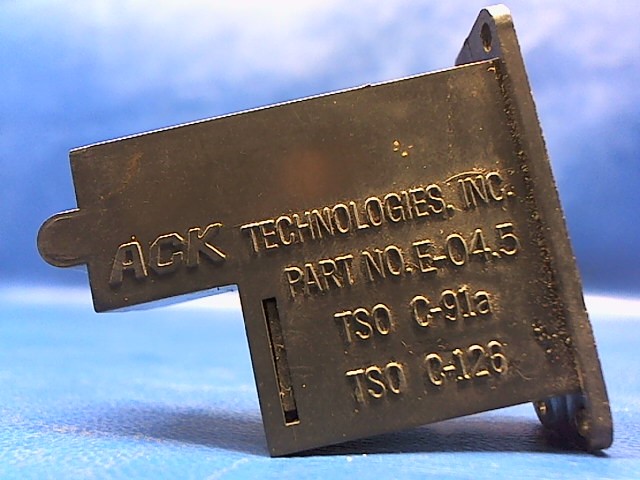 ACK TECHNOLOGIES, INC.
PART NO. E-04.5
TSO C-91a
TSO C-126